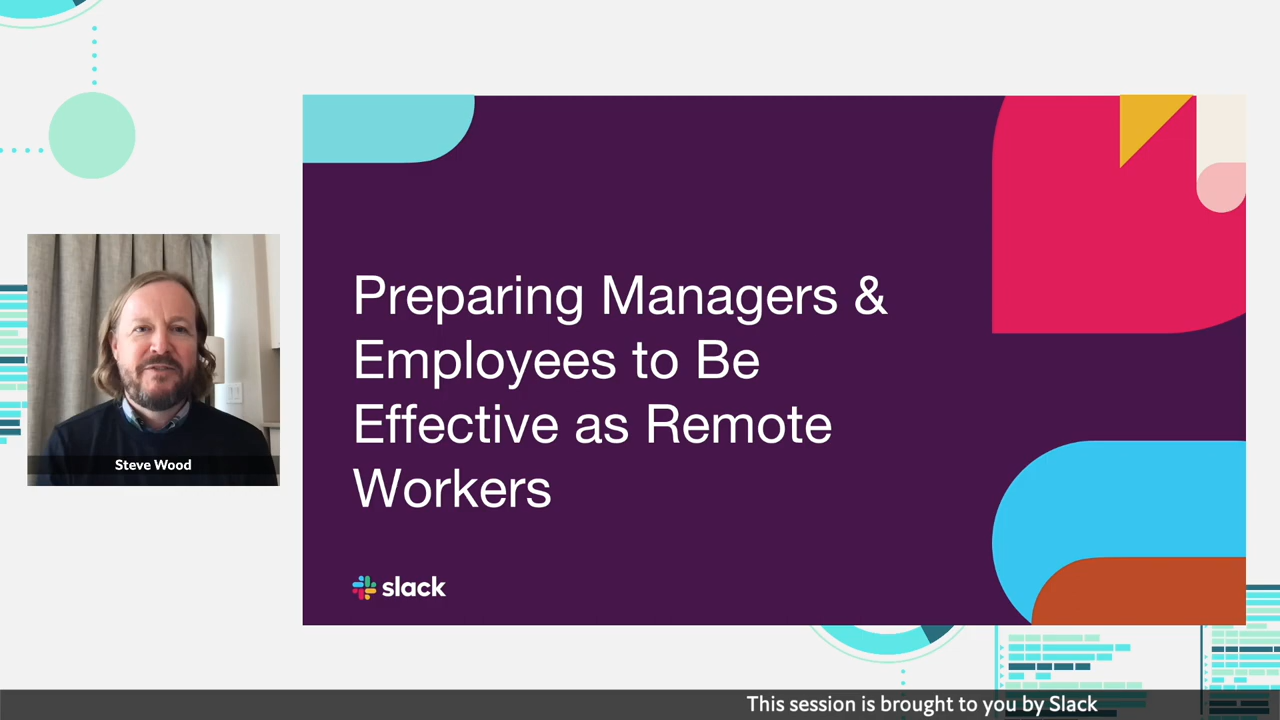 Preparing Managers &
Employees to Be
Effective as Remote
Workers
slack
Steve Wood
This session is brought to you by Slack